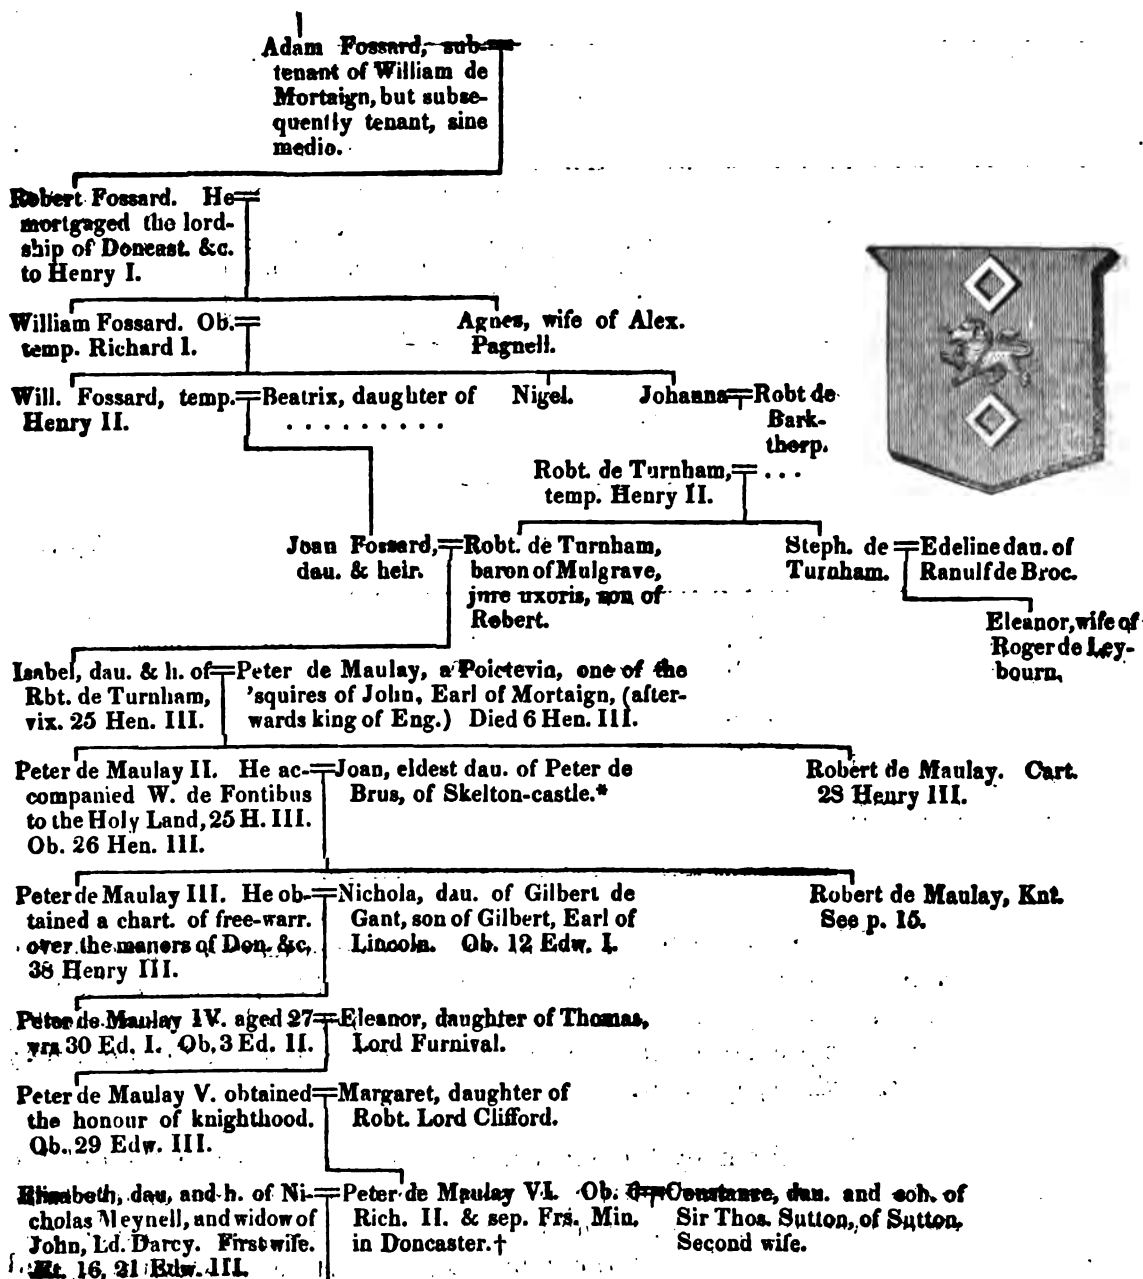 Adam Fossard, sub-
tenant of William de
Mortaign, but subse-
quently tenant, sine
medio.
Robert Fossard. He
mortgaged the lord-
ship of Doncast. &c.
to Henry I.
William Fossard. Ob.
temp. Richard I.
Agnes, wife of Alex.
Pagnell.
Will. Fossard, temp.
Henry II.
Beatrix, daughter of
. . . . . . . . .
Nigel.
Johanna
Robt de
Bark-
thorp.
Robt. de Turnham,
temp. Henry II.
. . .
Joan Fossard,
dau. & heir.
Robt. de Turnham,
baron of Mulgrave,
jure uxoris, son of
Robert.
Steph. de
Turnham.
Edeline dau. of
Ranulf de Broc.
Eleanor, wife of
Roger de Ley-
bourn.
Isabel, dau. & h. of
Rbt. de Turnham,
vix. 25 Hen. III.
Peter de Maulay, a Poictevin, one of the
'squires of John, Earl of Mortaign, (after-
wards king of Eng.) Died 6 Hen. III.
Peter de Maulay II. He ac-
companied W. de Fontibus
to the Holy Land, 25 H. III.
Ob. 26 Hen. III.
Joan, eldest dau. of Peter de
Brus, of Skelton-castle.*
Robert de Maulay. Cart.
28 Henry III.
Peter de Maulay III. He ob-
tained a chart. of free-warr.
over the maners of Don. &c,
38 Henry III.
Nichola, dau. of Gilbert de
Gant, son of Gilbert, Earl of
Lincoln. Ob. 12 Edw. I.
Robert de Maulay, Knt.
See p. 15.
Peter de Maulay IV. aged 27
yrs 30 Ed. I. Ob. 3 Ed. II.
Eleanor, daughter of Thomas,
Lord Furnival.
Peter de Maulay V. obtained
the honour of knighthood.
Ob. 29 Edw. III.
Margaret, daughter of
Robt. Lord Clifford.
Elisabeth, dau, and h. of Ni-
cholas Meynell, and widow of
John, Ld. Darcy. First wife.
Æt. 16, 21 Edw. III.
Peter de Maulay VI. Ob.
Rich. II. & sep. Frs. Min.
in Doncaster.†
Constance, dau. and coh. of
Sir Thos. Sutton, of Sutton,
Second wife.